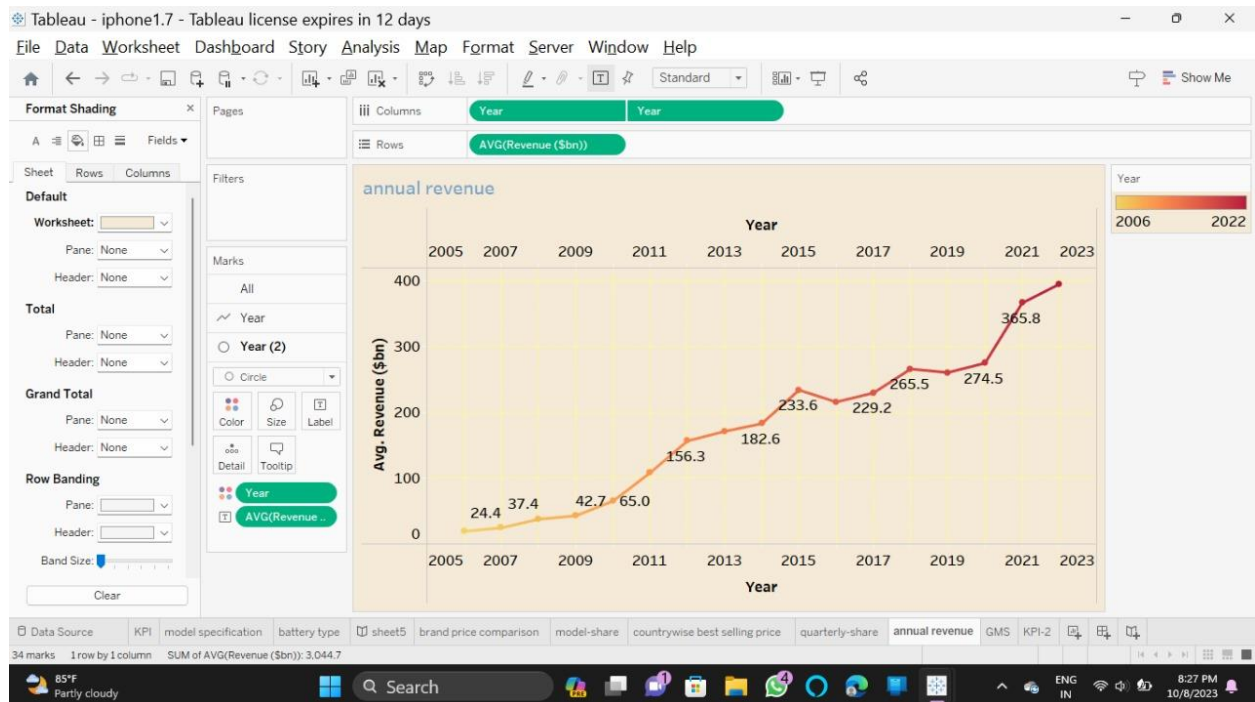 Tableau - iphone1.7 - Tableau license expires in 12 days
File Data Worksheet Dashboard Story Analysis Map Format Server Window Help
Standard
Show Me
Format Shading
Fields
Sheet Rows Columns
Default
Worksheet:
Pane: None
Header: None
Total
Pane: None
Header: None
Grand Total
Pane: None
Header: None
Row Banding
Pane:
Header:
Band Size:
Clear
Pages
Filters
Marks
All
Year
Year (2)
Circle
Color Size Label
Detail Tooltip
Year
AVG(Revenue ..
Columns Year Year
Rows AVG(Revenue ($bn))
annual revenue
Year
2005 2007 2009 2011 2013 2015 2017 2019 2021 2023
Avg. Revenue ($bn)
400
300
200
100
0
24.4 37.4 42.7 65.0 156.3 182.6 233.6 229.2 265.5 274.5 365.8
2005 2007 2009 2011 2013 2015 2017 2019 2021 2023
Year
Year
2006 2022
Data Source KPI model specification battery type sheet5 brand price comparison model-share countrywise best selling price quarterly-share annual revenue GMS KPI-2
34 marks 1 row by 1 column SUM of AVG(Revenue ($bn)): 3,044.7
85°F
Partly cloudy
Search
PRE
1
4
ENG
IN
8:27 PM
10/8/2023